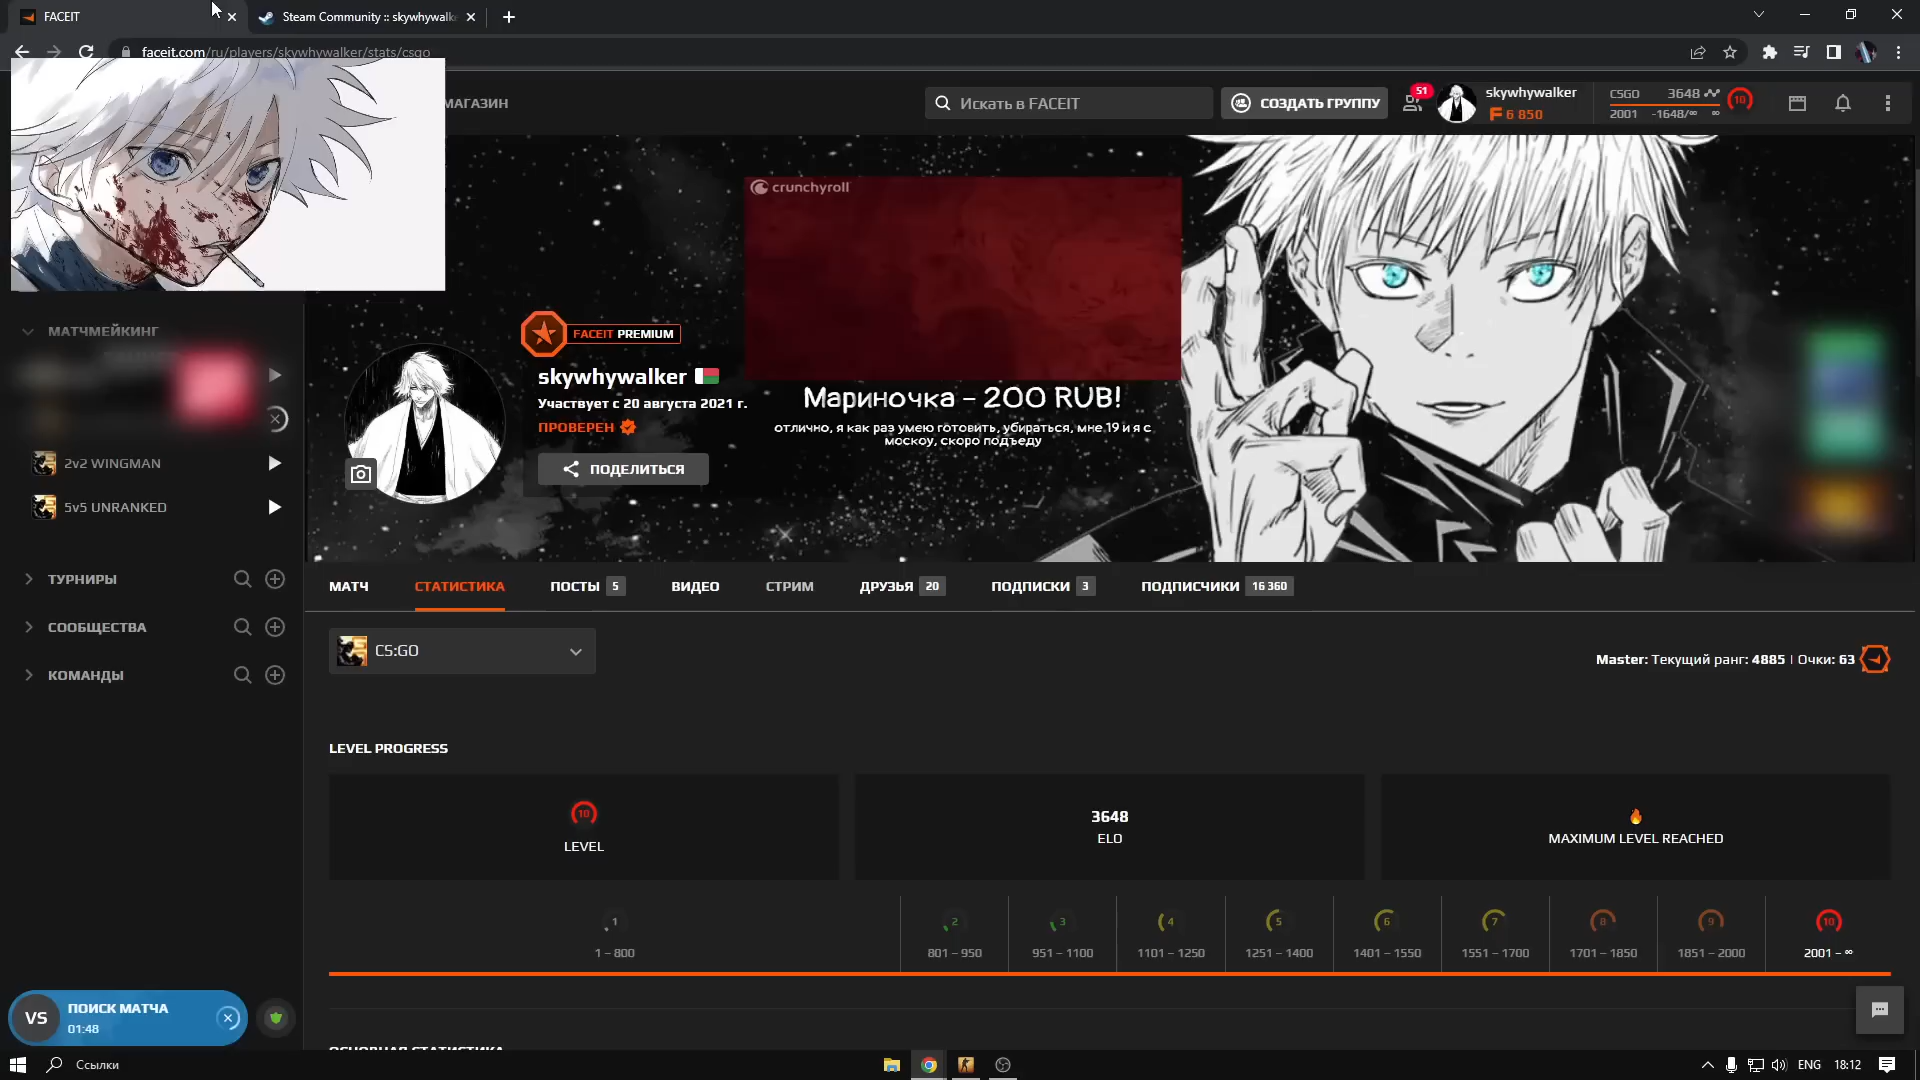 FACEIT
Steam Community :: skywhywalk
faceit.com/ru/players/skywhywalker/stats/csgo
МАГАЗИН
Искать в FACEIT
СОЗДАТЬ ГРУППУ
51
skywhywalker
6 850
CSGO 3648
2001 -1648/∞ ∞
10
crunchyroll
МАТЧМЕЙКИНГ
FACEIT PREMIUM
skywhywalker
Участвует с 20 августа 2021 г.
ПРОВЕРЕН
ПОДЕЛИТЬСЯ
Мариночка - 200 RUB!
отлично, я как раз умею готовить, убираться, мне 19 и я с
москоу, скоро подъеду
2v2 WINGMAN
5v5 UNRANKED
ТУРНИРЫ
СООБЩЕСТВА
КОМАНДЫ
МАТЧ СТАТИСТИКА ПОСТЫ 5 ВИДЕО СТРИМ ДРУЗЬЯ 20 ПОДПИСКИ 3 ПОДПИСЧИКИ 16 360
CS:GO
Master: Текущий ранг: 4885 | Очки: 63
LEVEL PROGRESS
10
LEVEL
3648
ELO
MAXIMUM LEVEL REACHED
1 2 3 4 5 6 7 8 9 10
1 – 800 801 – 950 951 – 1100 1101 – 1250 1251 – 1400 1401 – 1550 1551 – 1700 1701 – 1850 1851 – 2000 2001 – ∞
VS
ПОИСК МАТЧА
01:48
ОСНОВНАЯ СТАТИСТИКА
Ссылки
ENG 18:12